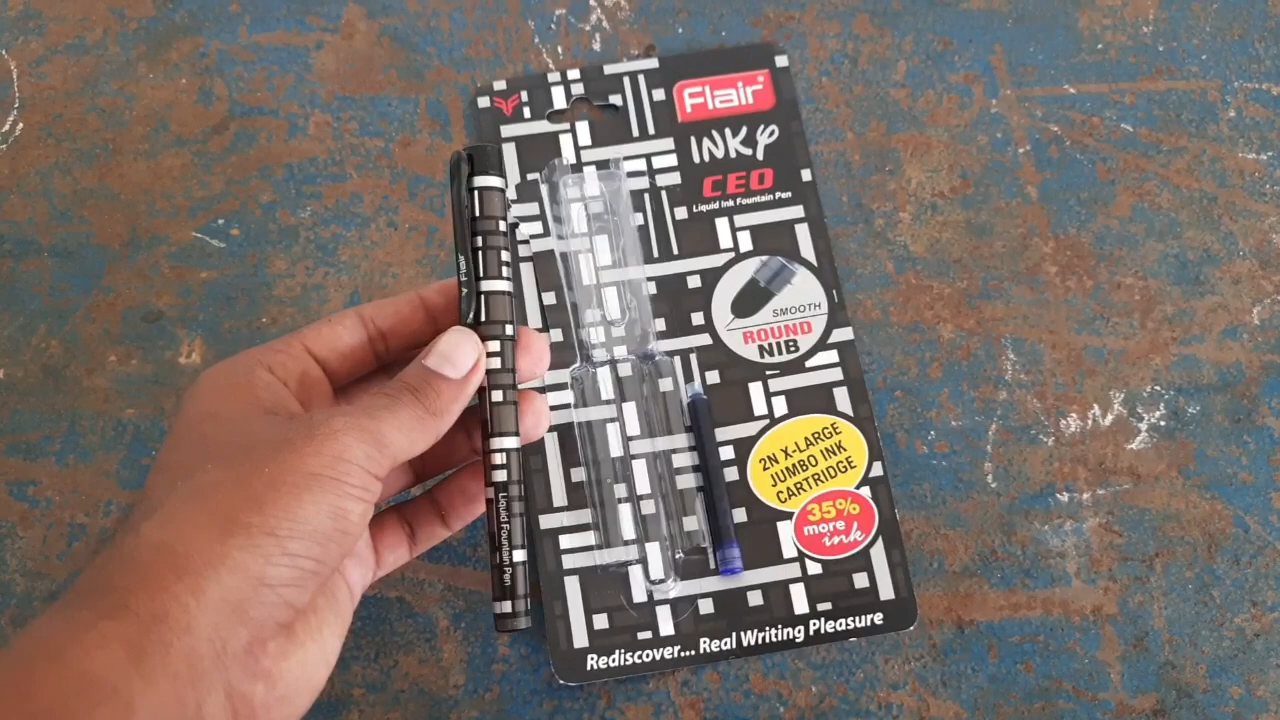 Flair
INKY
CEO
Liquid Ink Fountain Pen
SMOOTH
ROUND
NIB
2N X-LARGE
JUMBO INK
CARTRIDGE
35%
more
ink
Rediscover... Real Writing Pleasure
Flair
Liquid Fountain Pen